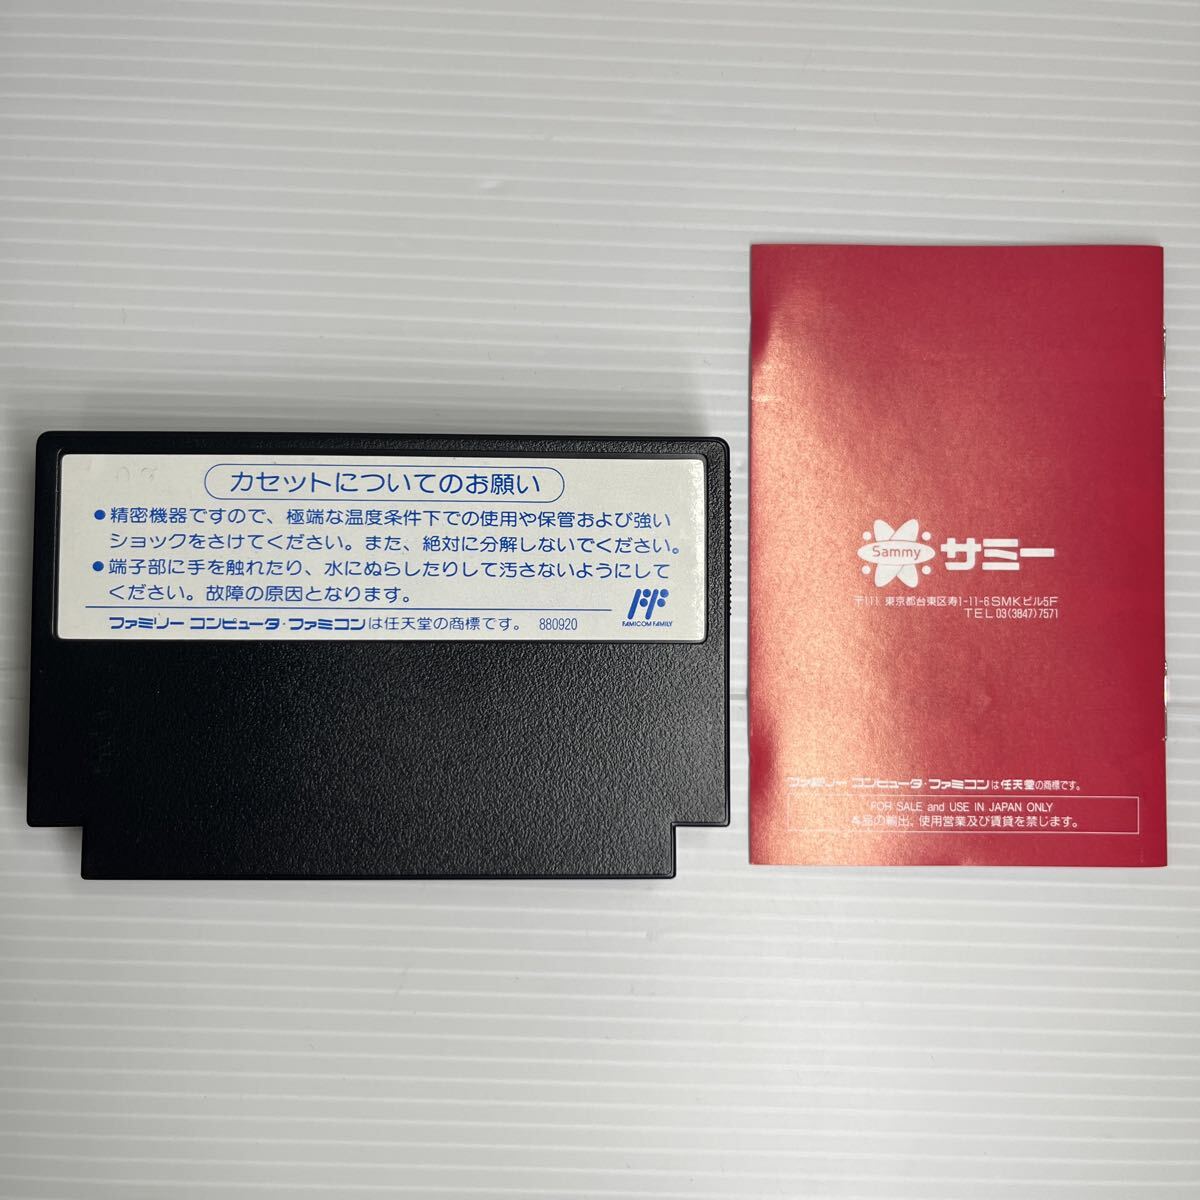 カセットについてのお願い
●精密機器ですので、極端な温度条件下での使用や保管および強い
ショックをさけてください。また、絶対に分解しないでください。
●端子部に手を触れたり、水にぬらしたりして汚さないようにして
ください。故障の原因となります。
FAMICOM FAMILY
ファミリー コンピュータ・ファミコンは任天堂の商標です。 880920
Sammy サミー
〒111 東京都台東区寿1-11-6SMKビル5F
TEL03(3847)7571
ファミリー コンピュータ・ファミコンは任天堂の商標です。
FOR SALE and USE IN JAPAN ONLY
本品の輸出、使用営業及び賃貸を禁じます。